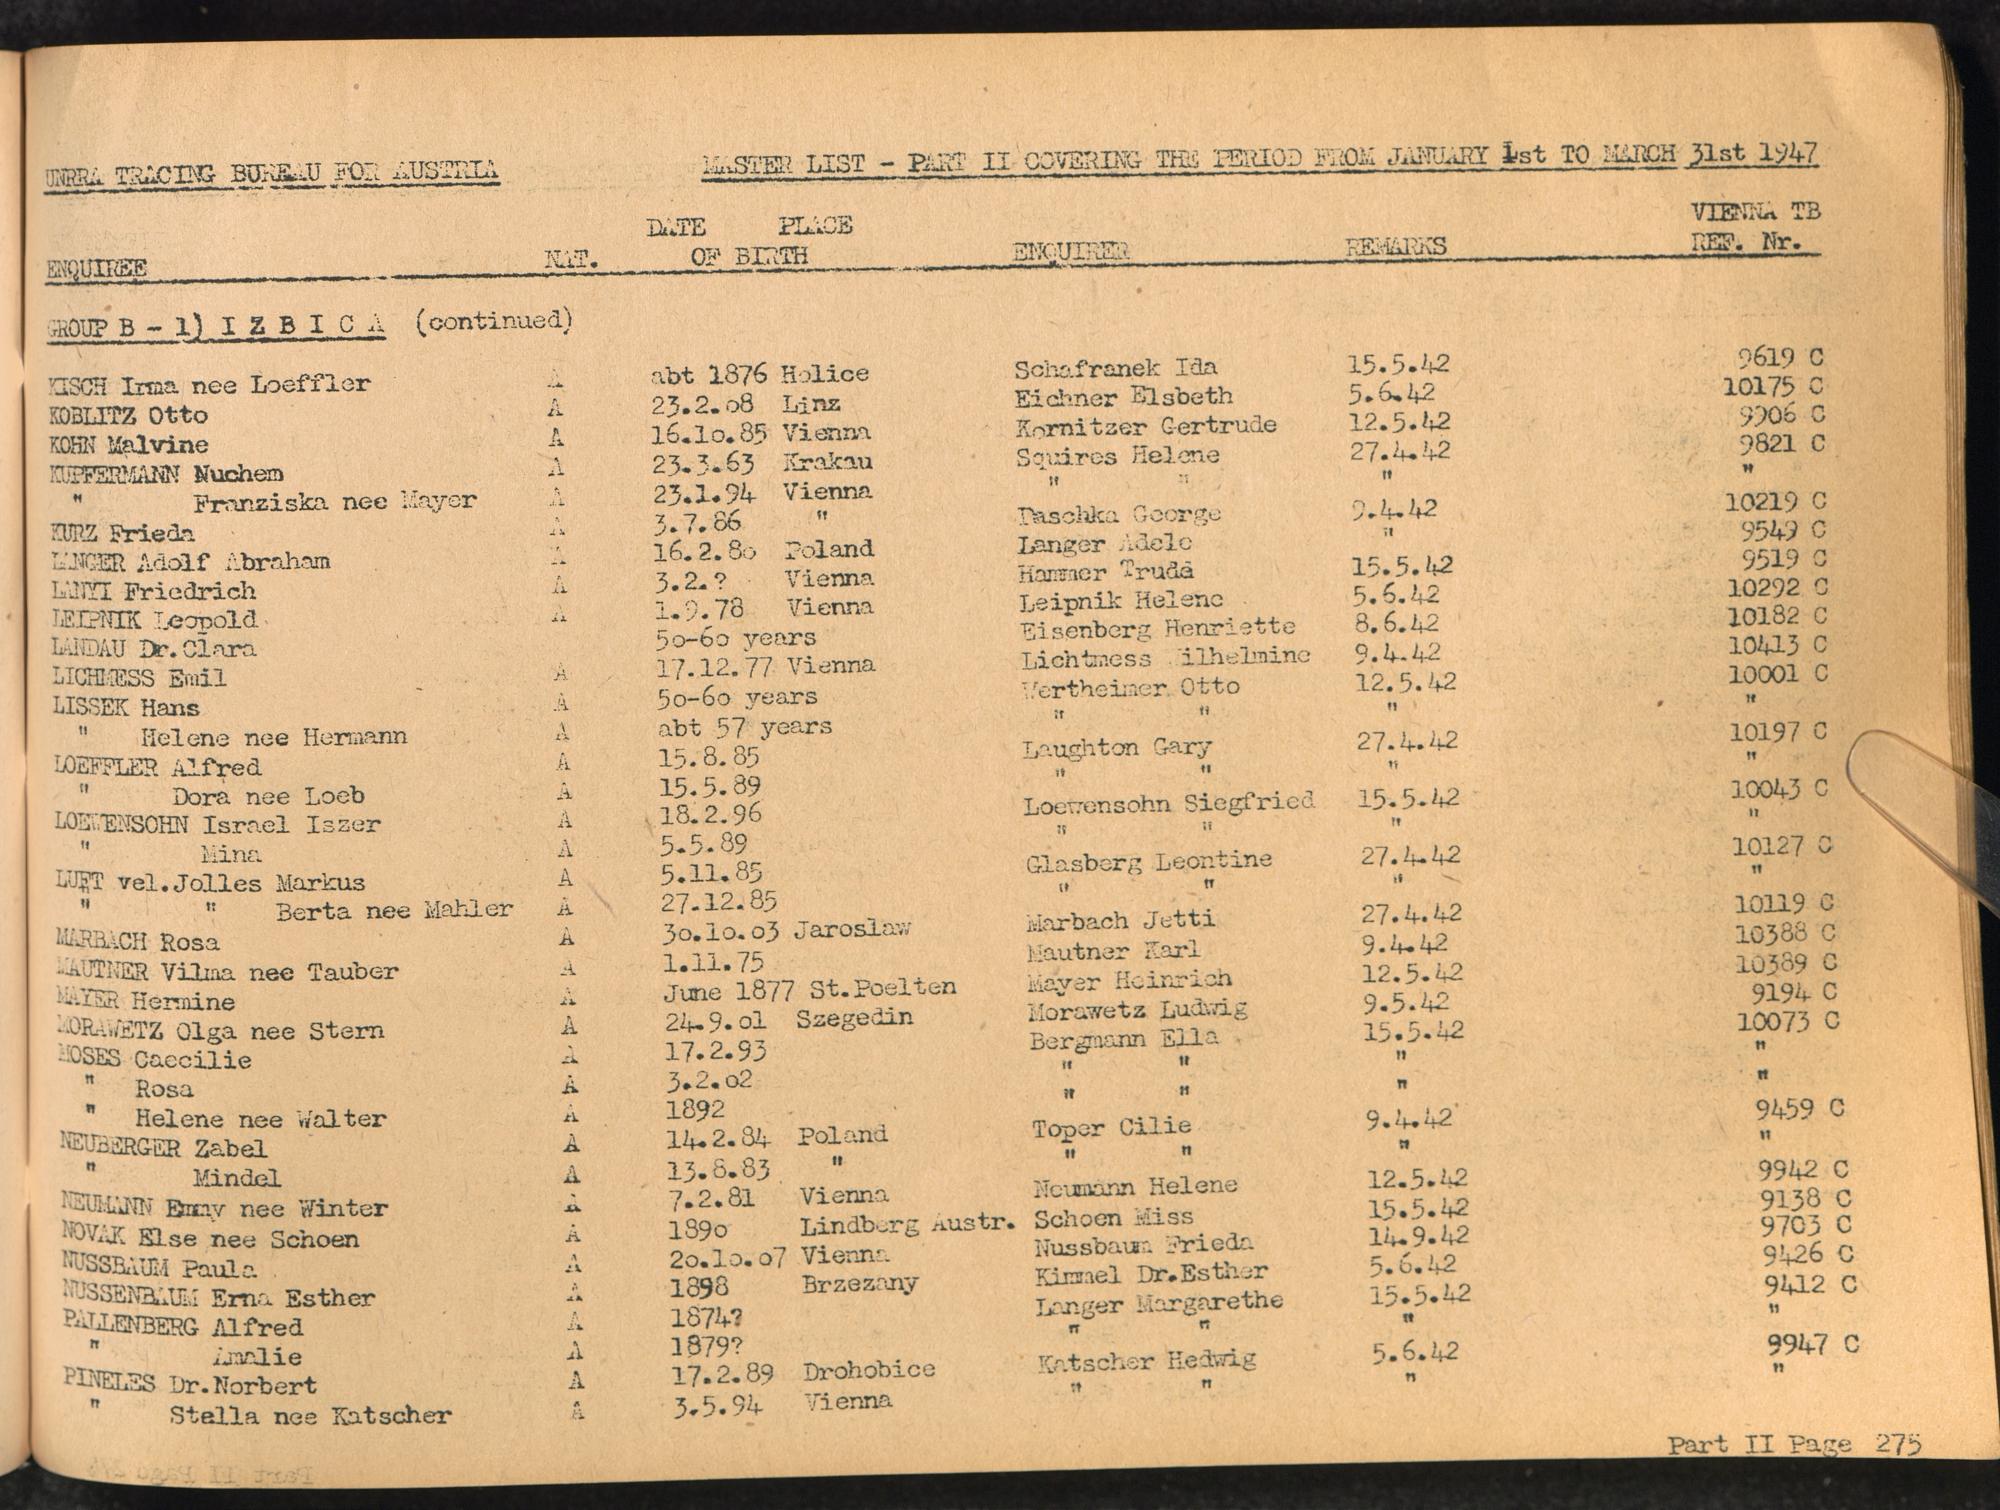 UNRRA TRACING BUREAU FOR AUSTRIA MASTER LIST - PART II COVERING THE PERIOD FROM JANUARY 1st TO MARCH 31st 1947
DATE PLACE VIENNA TB
ENQUIREE NAT. OF BIRTH ENQUIRER REMARKS REF. Nr.
GROUP B - 1) I Z B I C A (continued)
KISCH Irma nee Loeffler A abt 1876 Holice Schafranek Ida 15.5.42 9619 C
KOBLITZ Otto A 23.2.o8 Linz Eichner Elsbeth 5.6.42 10175 C
KOHN Malvine A 16.1o.85 Vienna Kornitzer Gertrude 12.5.42 9906 C
KUPFERMANN Nuchem A 23.3.63 Krakau Squires Helene 27.4.42 9821 C
" Franziska nee Mayer A 23.1.94 Vienna " " " "
KURZ Frieda A 3.7.86 " Paschka George 9.4.42 10219 C
LANGER Adolf Abraham A 16.2.8o Poland Langer Adele " 9549 C
LANYI Friedrich A 3.2.? Vienna Hammer Trude 15.5.42 9519 C
LEIPNIK Leopold A 1.9.78 Vienna Leipnik Helene 5.6.42 10292 C
LANDAU Dr.Clara 5o-6o years Eisenberg Henriette 8.6.42 10182 C
LICHMESS Emil A 17.12.77 Vienna Lichtmess Wilhelmine 9.4.42 10413 C
LISSEK Hans A 5o-6o years Wertheimer Otto 12.5.42 10001 C
" Helene nee Hermann A abt 57 years " " " "
LOEFFLER Alfred A 15.8.85 Laughton Gary 27.4.42 10197 C
" Dora nee Loeb A 15.5.89 " " " "
LOEWENSOHN Israel Iszer A 18.2.96 Loewensohn Siegfried 15.5.42 10043 C
" Mina A 5.5.89 " " " "
LUFT vel.Jolles Markus A 5.11.85 Glasberg Leontine 27.4.42 10127 C
" " Berta nee Mahler A 27.12.85 " " " "
MARBACH Rosa A 3o.1o.o3 Jaroslaw Marbach Jetti 27.4.42 10119 C
MAUTNER Vilma nee Tauber A 1.11.75 Mautner Karl 9.4.42 10388 C
MAYER Hermine A June 1877 St.Poelten Mayer Heinrich 12.5.42 10389 C
MORAWETZ Olga nee Stern A 24.9.o1 Szegedin Morawetz Ludwig 9.5.42 9194 C
MOSES Caecilie A 17.2.93 Bergmann Ella 15.5.42 10073 C
" Rosa A 3.2.o2 " " " "
" Helene nee Walter A 1892 " " " "
NEUBERGER Zabel A 14.2.84 Poland Toper Cilie 9.4.42 9459 C
" Mindel A 13.8.83 " " " " "
NEUMANN Emmy nee Winter A 7.2.81 Vienna Neumann Helene 12.5.42 9942 C
NOVAK Else nee Schoen A 189o Lindberg Austr. Schoen Miss 15.5.42 9138 C
NUSSBAUM Paula A 2o.1o.o7 Vienna Nussbaum Frieda 14.9.42 9703 C
NUSSENBAUM Erna Esther A 1898 Brzezany Kimmel Dr.Esther 5.6.42 9426 C
PALLENBERG Alfred A 1874? Langer Margarethe 15.5.42 9412 C
" Amalie A 1879? " " " "
PINELES Dr.Norbert A 17.2.89 Drohobice Katscher Hedwig 5.6.42 9947 C
" Stella nee Katscher A 3.5.94 Vienna " " " "
Part II Page 275